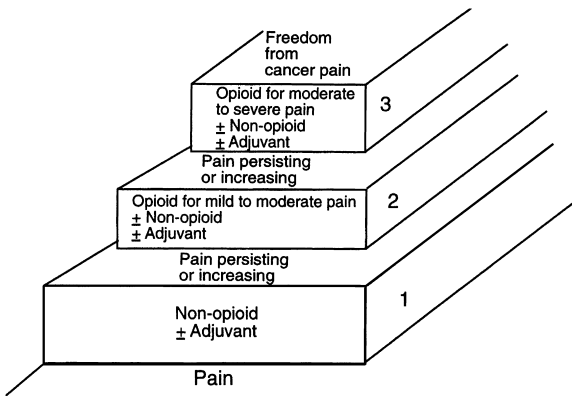 Freedom
from
cancer pain
Opioid for moderate
to severe pain
± Non-opioid
± Adjuvant
3
Pain persisting
or increasing
Opioid for mild to moderate pain
± Non-opioid
± Adjuvant
2
Pain persisting
or increasing
Non-opioid
± Adjuvant
1
Pain